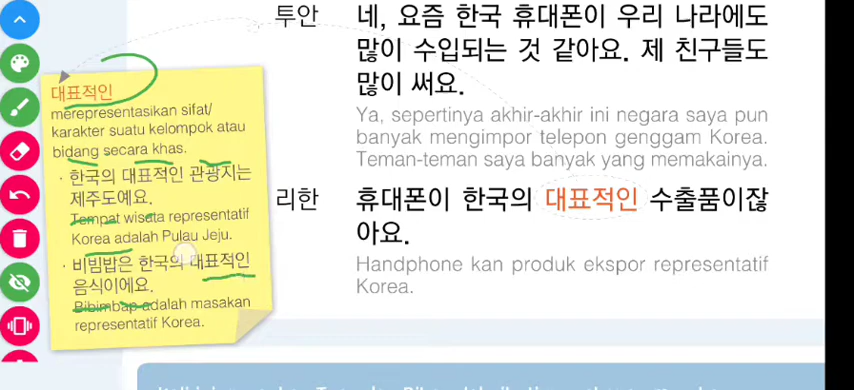 투안
네, 요즘 한국 휴대폰이 우리 나라에도
많이 수입되는 것 같아요. 제 친구들도
많이 써요.
Ya, sepertinya akhir-akhir ini negara saya pun
banyak mengimpor telepon genggam Korea.
Teman-teman saya banyak yang memakainya.
리한
휴대폰이 한국의 대표적인 수출품이잖
아요.
Handphone kan produk ekspor representatif
Korea.
대표적인
merepresentasikan sifat/
karakter suatu kelompok atau
bidang secara khas.
· 한국의 대표적인 관광지는
제주도예요.
Tempat wisata representatif
Korea adalah Pulau Jeju.
· 비빔밥은 한국의 대표적인
음식이에요.
Bibimbap adalah masakan
representatif Korea.